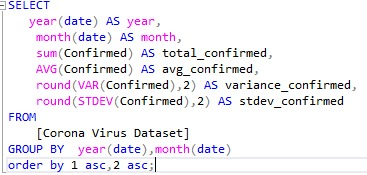 SELECT
year(date) AS year,
month(date) AS month,
sum(Confirmed) AS total_confirmed,
AVG(Confirmed) AS avg_confirmed,
round(VAR(Confirmed),2) AS variance_confirmed,
round(STDEV(Confirmed),2) AS stdev_confirmed
FROM
[Corona Virus Dataset]
GROUP BY year(date),month(date)
order by 1 asc,2 asc;